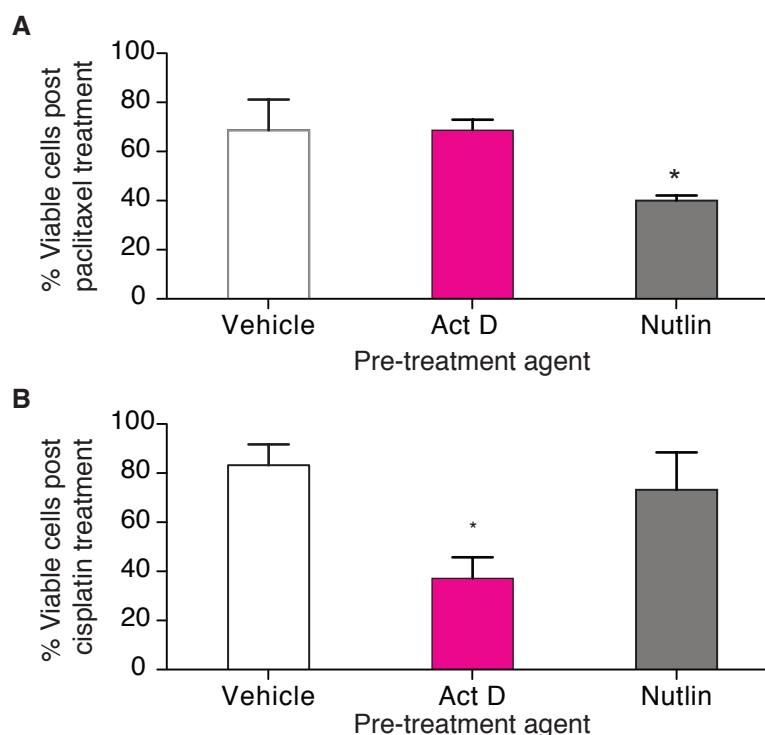 A
% Viable cells post
paclitaxel treatment
100
80
60
40
20
0
*
Vehicle Act D Nutlin
Pre-treatment agent
B
% Viable cells post
cisplatin treatment
100
80
60
40
20
0
*
Vehicle Act D Nutlin
Pre-treatment agent